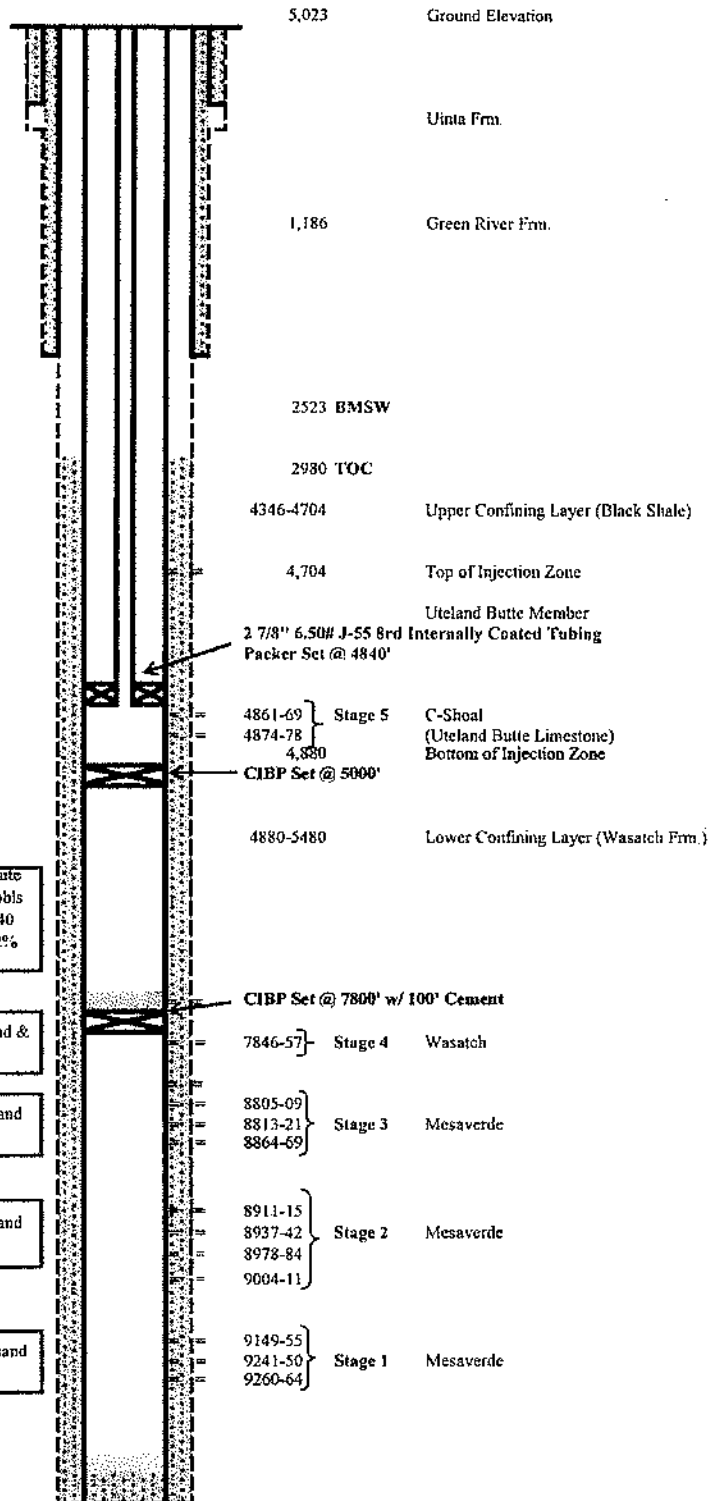 5,023 Ground Elevation
Uinta Frm.
1,186 Green River Frm.
2523 BMSW
2980 TOC
4346-4704 Upper Confining Layer (Black Shale)
4,704 Top of Injection Zone
Uteland Butte Member
2 7/8" 6.50# J-55 8rd Internally Coated Tubing
Packer Set @ 4840'
4861-69 Stage 5 C-Shoal
4874-78 (Uteland Butte Limestone)
4,880 Bottom of Injection Zone
CIBP Set @ 5000'
4880-5480 Lower Confining Layer (Wasatch Frm.)
bbls
40
%
CIBP Set @ 7800' w/ 100' Cement
&
7846-57 Stage 4 Wasatch
8805-09
and
8813-21 Stage 3 Mesaverde
8864-69
8911-15
and
8937-42 Stage 2 Mesaverde
8978-84
9004-11
9149-55
sand
9241-50 Stage 1 Mesaverde
9260-64